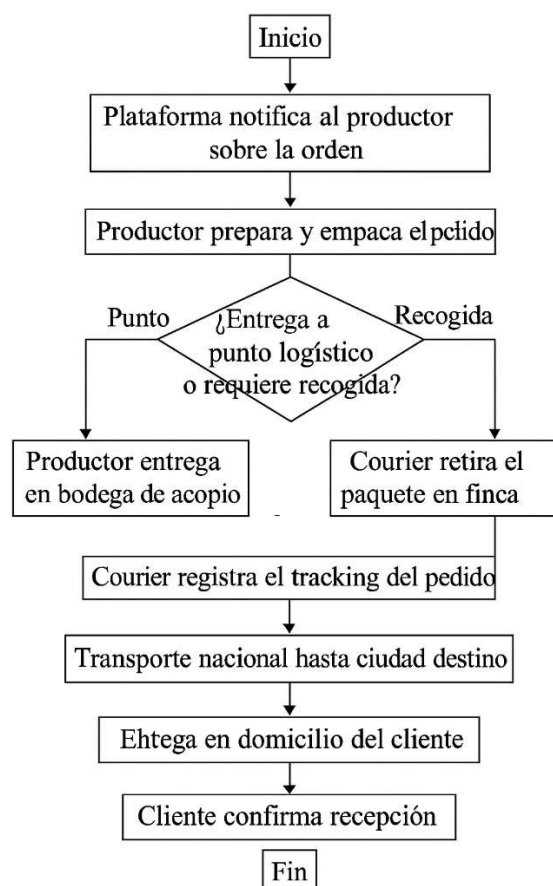 Inicio
Plataforma notifica al productor
sobre la orden
Productor prepara y empaca el pclido
Punto
¿Entrega a
punto logístico
o requiere recogida?
Recogida
Productor entrega
en bodega de acopio
Courier retira el
paquete en finca
Courier registra el tracking del pedido
Transporte nacional hasta ciudad destino
Ehtega en domicilio del cliente
Cliente confirma recepción
Fin